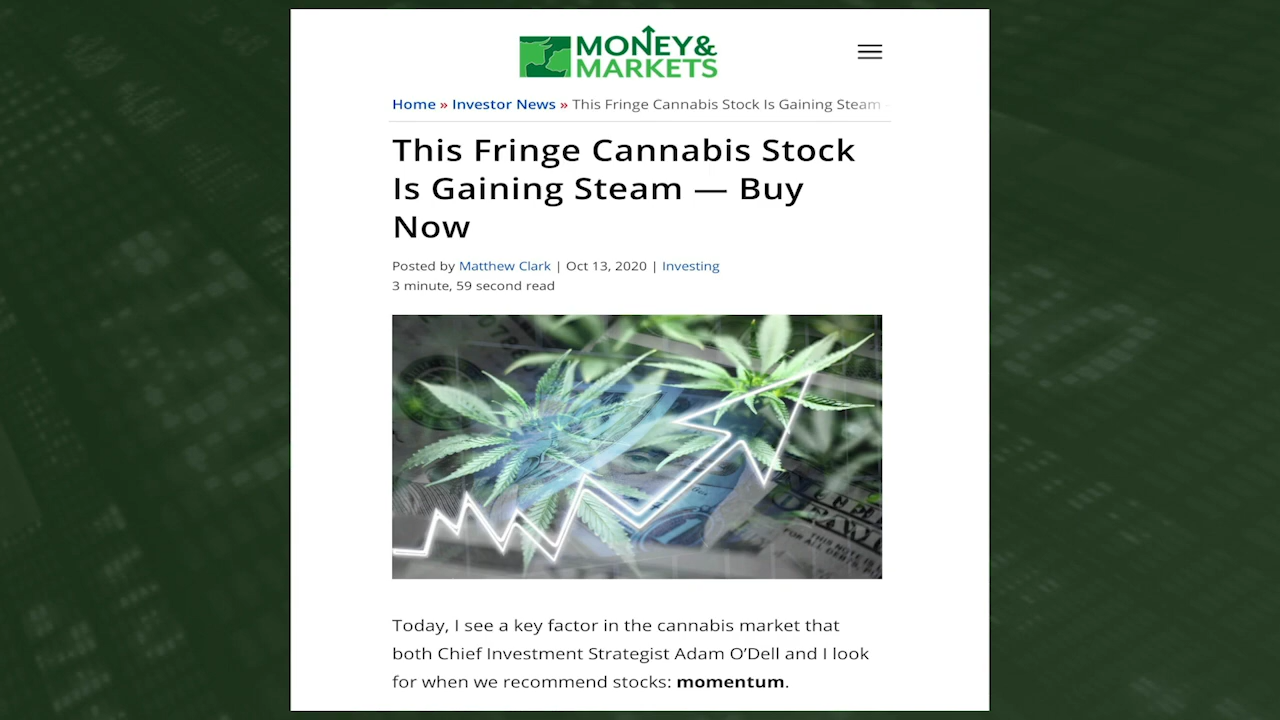 MONEY&
MARKETS
Home » Investor News » This Fringe Cannabis Stock Is Gaining Steam -
This Fringe Cannabis Stock
Is Gaining Steam — Buy
Now
Posted by Matthew Clark | Oct 13, 2020 | Investing
3 minute, 59 second read
Today, I see a key factor in the cannabis market that
both Chief Investment Strategist Adam O’Dell and I look
for when we recommend stocks: momentum.